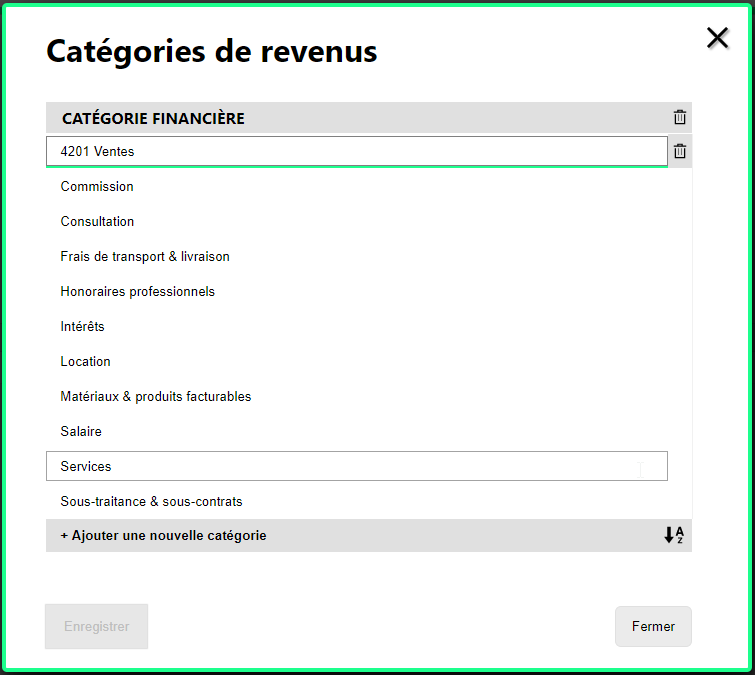 Catégories de revenus
CATÉGORIE FINANCIÈRE
4201 Ventes
Commission
Consultation
Frais de transport & livraison
Honoraires professionnels
Intérêts
Location
Matériaux & produits facturables
Salaire
Services
Sous-traitance & sous-contrats
+ Ajouter une nouvelle catégorie
A
Z
Enregistrer
Fermer